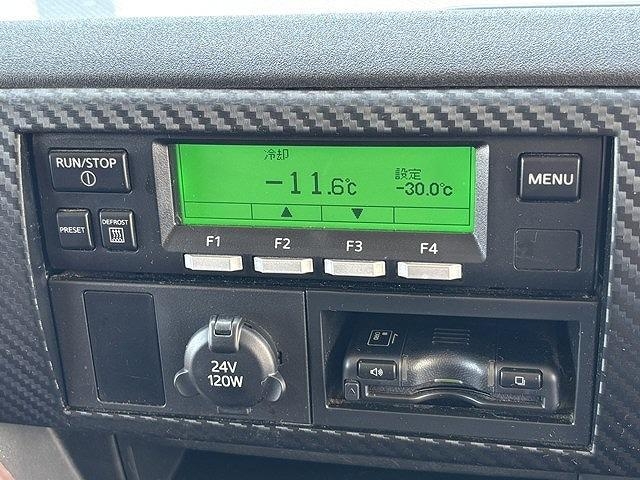 RUN/STOP
冷却
-11.6℃
設定
-30.0℃
MENU
PRESET
DEFROST
▲ ▼
F1 F2 F3 F4
24V
120W